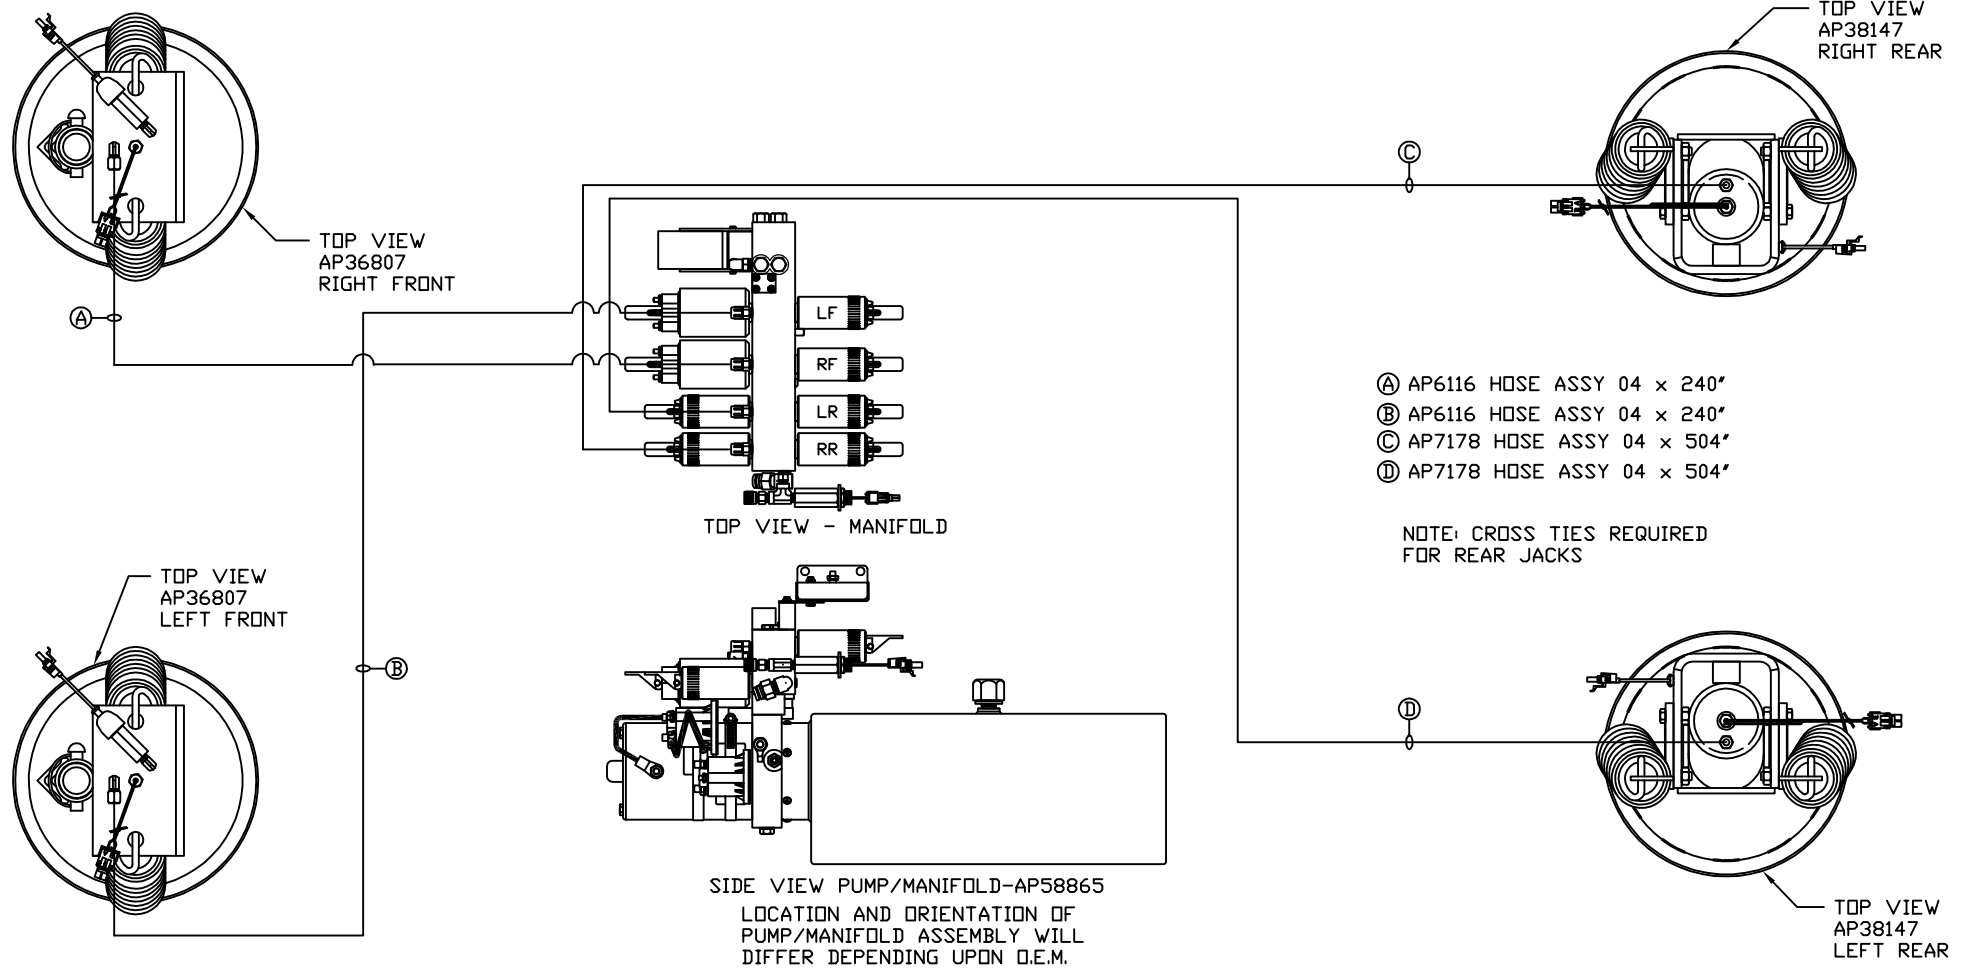 TOP VIEW
AP38147
RIGHT REAR
C
TOP VIEW
AP36807
RIGHT FRONT
A
LF
RF
LR
RR
TOP VIEW - MANIFOLD
A AP6116 HOSE ASSY 04 x 240"
B AP6116 HOSE ASSY 04 x 240"
C AP7178 HOSE ASSY 04 x 504"
D AP7178 HOSE ASSY 04 x 504"
NOTE: CROSS TIES REQUIRED
FOR REAR JACKS
TOP VIEW
AP36807
LEFT FRONT
B
D
SIDE VIEW PUMP/MANIFOLD-AP58865
LOCATION AND ORIENTATION OF
PUMP/MANIFOLD ASSEMBLY WILL
DIFFER DEPENDING UPON O.E.M.
TOP VIEW
AP38147
LEFT REAR